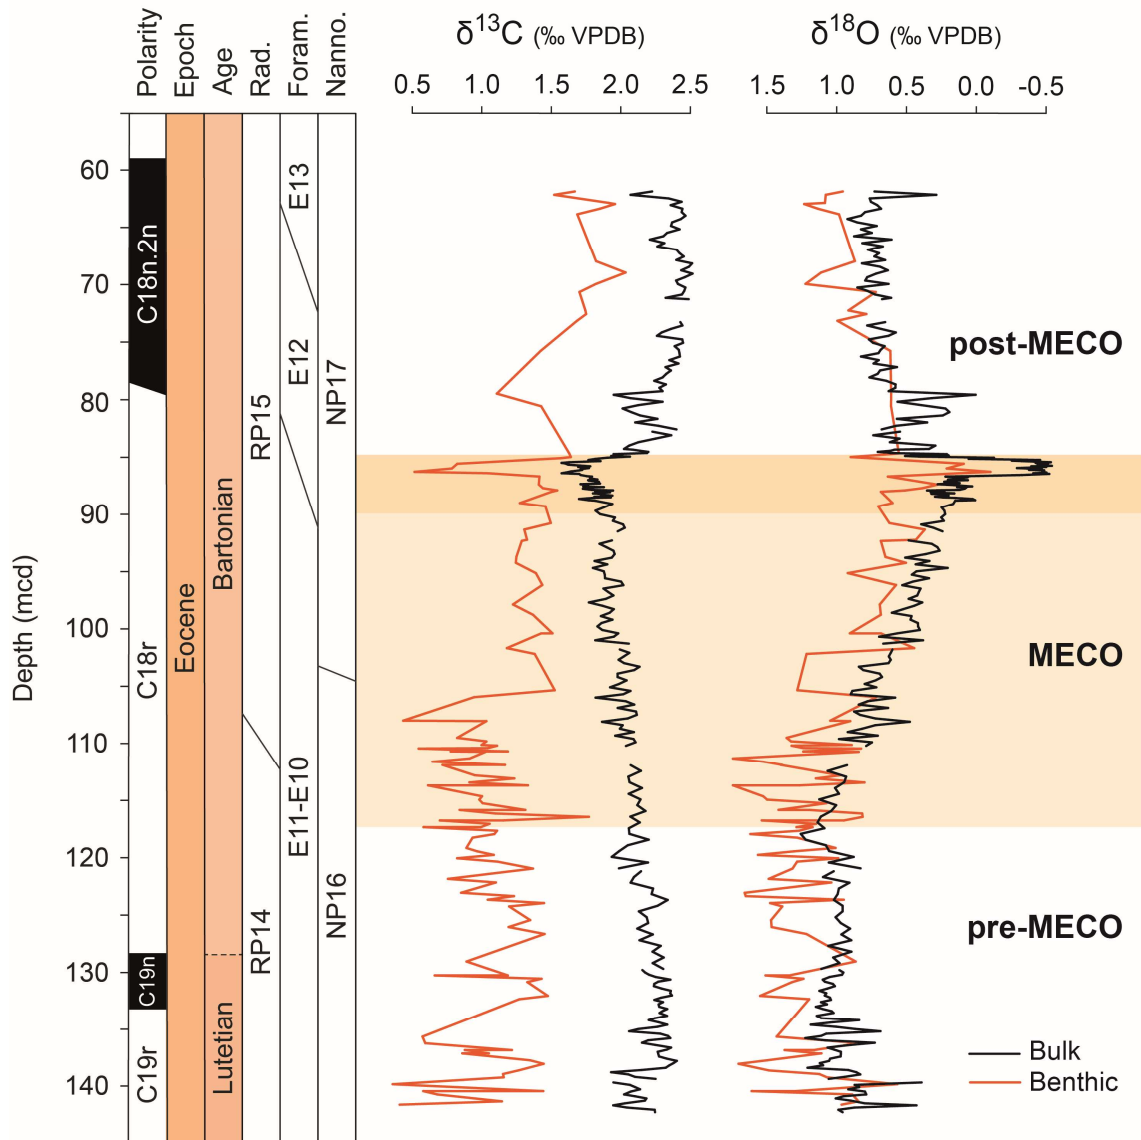 Polarity
Epoch
Age
Rad.
Foram.
Nanno.
δ13C (‰ VPDB)
δ18O (‰ VPDB)
0.5 1.0 1.5 2.0 2.5
1.5 1.0 0.5 0.0 -0.5
Depth (mcd)
60
70
80
90
100
110
120
130
140
C18n.2n
C18r
C19n
C19r
Eocene
Bartonian
Lutetian
RP15
RP14
E13
E12
E11-E10
NP17
NP16
post-MECO
MECO
pre-MECO
Bulk
Benthic